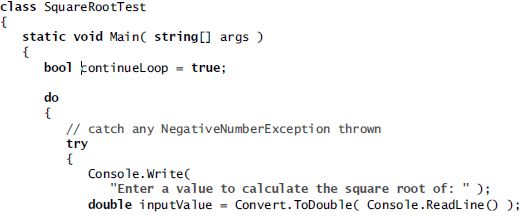 class SquareRootTest
{
static void Main( string[] args )
{
bool continueLoop = true;
do
{
// catch any NegativeNumberException thrown
try
{
Console.Write(
"Enter a value to calculate the square root of: " );
double inputValue = Convert.ToDouble( Console.ReadLine() );